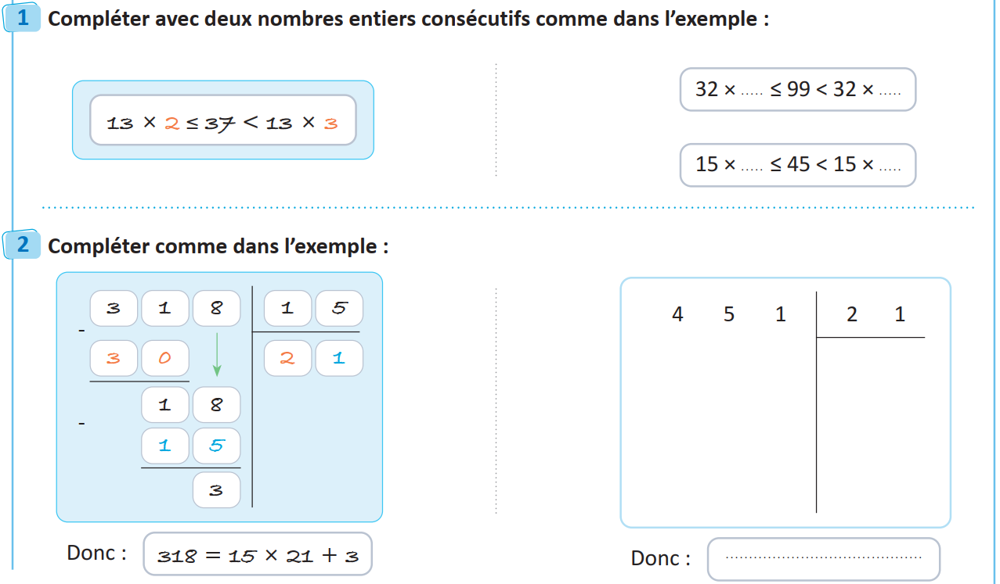 1 Compléter avec deux nombres entiers consécutifs comme dans l’exemple :
13 × 2 ≤ 37 < 13 × 3
32 × ..... ≤ 99 < 32 × .....
15 × ..... ≤ 45 < 15 × .....
2 Compléter comme dans l’exemple :
3 1 8 1 5
-
3 0 2 1
1 8
-
1 5
3
Donc : 318 = 15 × 21 + 3
4 5 1 2 1
Donc : ........................................